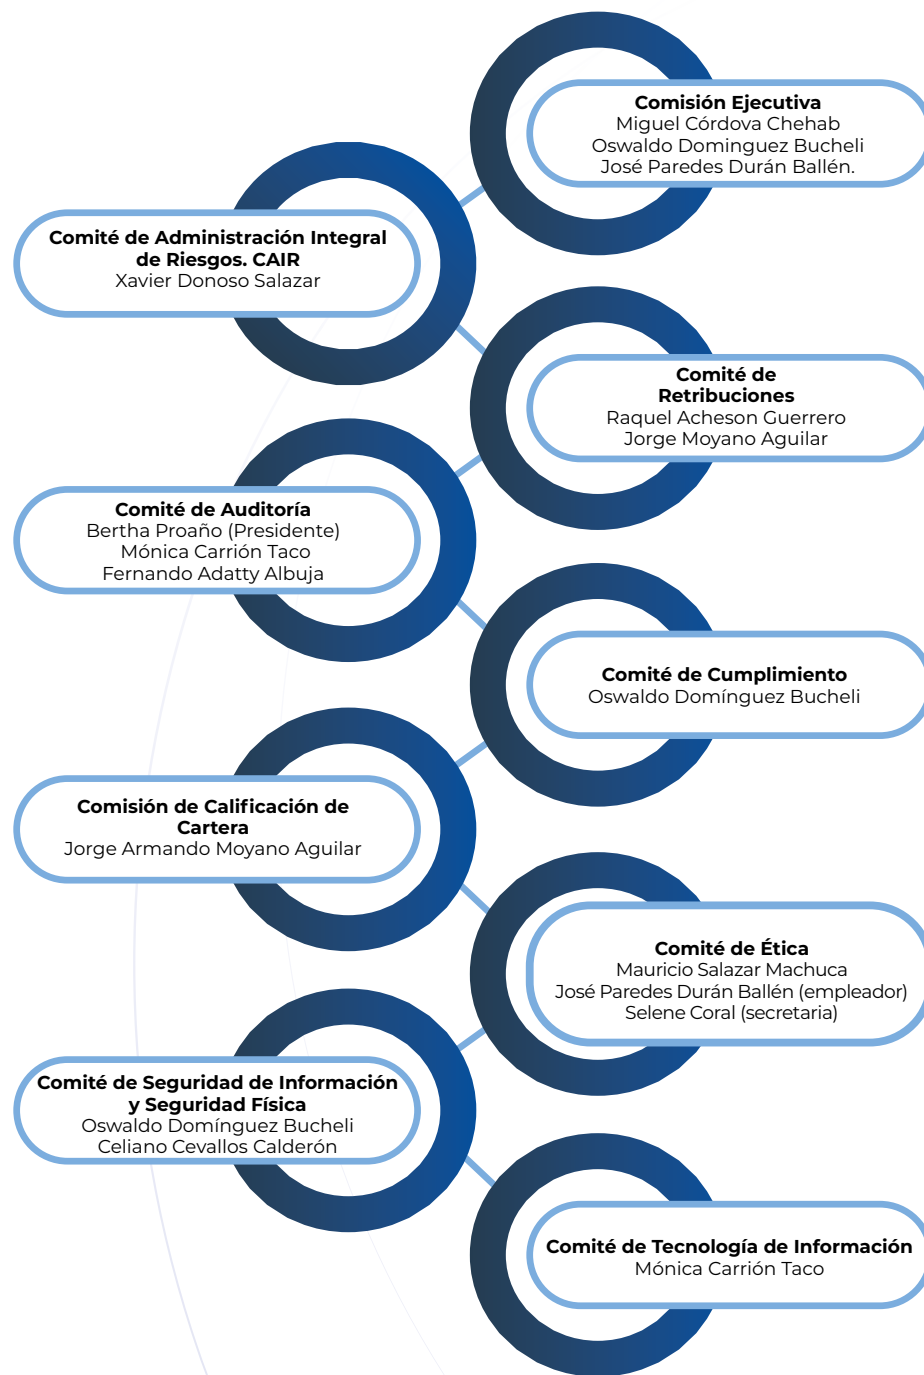 Comisión Ejecutiva
Miguel Córdova Chehab
Oswaldo Dominguez Bucheli
José Paredes Durán Ballén.
Comité de Administración Integral
de Riesgos. CAIR
Xavier Donoso Salazar
Comité de
Retribuciones
Raquel Acheson Guerrero
Jorge Moyano Aguilar
Comité de Auditoría
Bertha Proaño (Presidente)
Mónica Carrión Taco
Fernando Adatty Albuja
Comité de Cumplimiento
Oswaldo Domínguez Bucheli
Comisión de Calificación de
Cartera
Jorge Armando Moyano Aguilar
Comité de Ética
Mauricio Salazar Machuca
José Paredes Durán Ballén (empleador)
Selene Coral (secretaria)
Comité de Seguridad de Información
y Seguridad Física
Oswaldo Domínguez Bucheli
Celiano Cevallos Calderón
Comité de Tecnología de Información
Mónica Carrión Taco